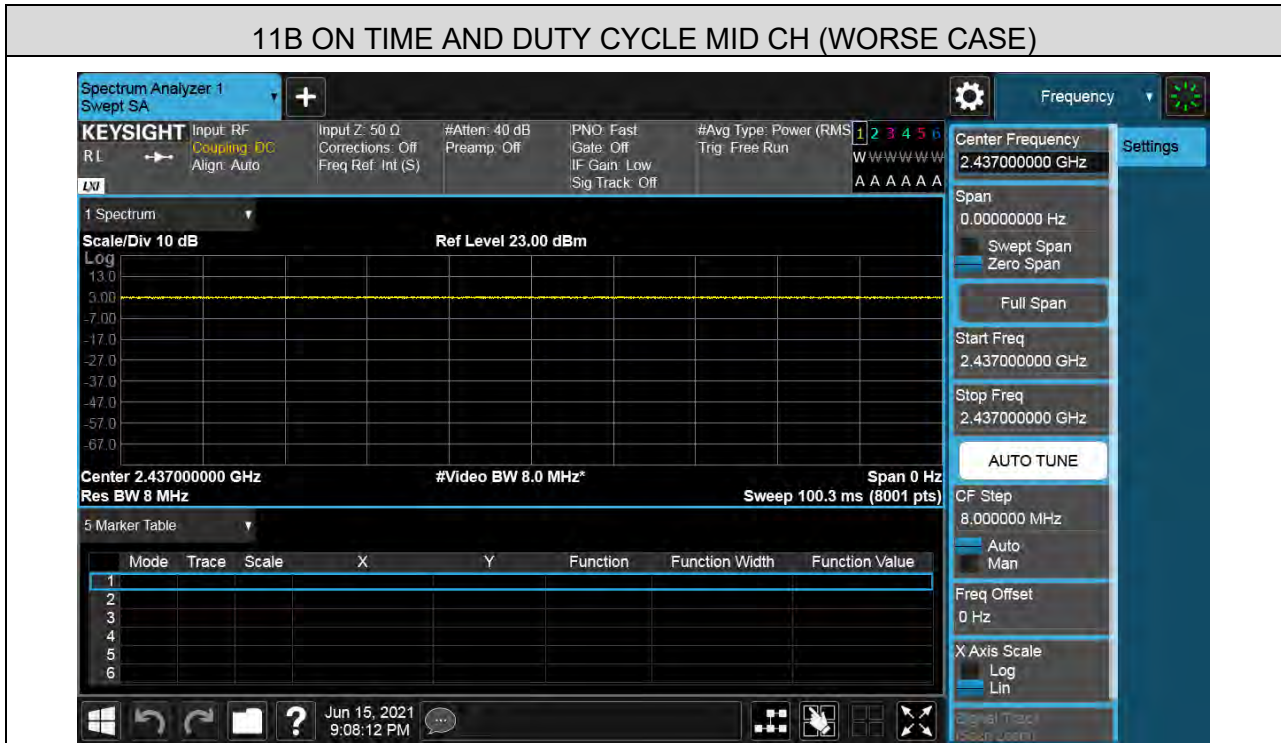 11B ON TIME AND DUTY CYCLE MID CH (WORSE CASE)
Spectrum Analyzer 1
Swept SA
+
Frequency
KEYSIGHT
RL
LXI
Input: RF
Coupling: DC
Align: Auto
Input Z: 50 Ω
Corrections: Off
Freq Ref: Int (S)
#Atten: 40 dB
Preamp: Off
PNO: Fast
Gate: Off
IF Gain: Low
Sig Track: Off
#Avg Type: Power (RMS
Trig: Free Run
1 2 3 4 5 6
W W W W W W
A A A A A A
Center Frequency
2.437000000 GHz
Settings
Span
0.00000000 Hz
Swept Span
Zero Span
Full Span
Start Freq
2.437000000 GHz
Stop Freq
2.437000000 GHz
AUTO TUNE
CF Step
8.000000 MHz
Auto
Man
Freq Offset
0 Hz
X Axis Scale
Log
Lin
Signal Track
(Span Zoom)
1 Spectrum
Scale/Div 10 dB
Ref Level 23.00 dBm
Log
13.0
3.00
-7.00
-17.0
-27.0
-37.0
-47.0
-57.0
-67.0
Center 2.437000000 GHz
#Video BW 8.0 MHz*
Span 0 Hz
Res BW 8 MHz
Sweep 100.3 ms (8001 pts)
5 Marker Table
Mode Trace Scale X Y Function Function Width Function Value
1
2
3
4
5
6
?
Jun 15, 2021
9:08:12 PM